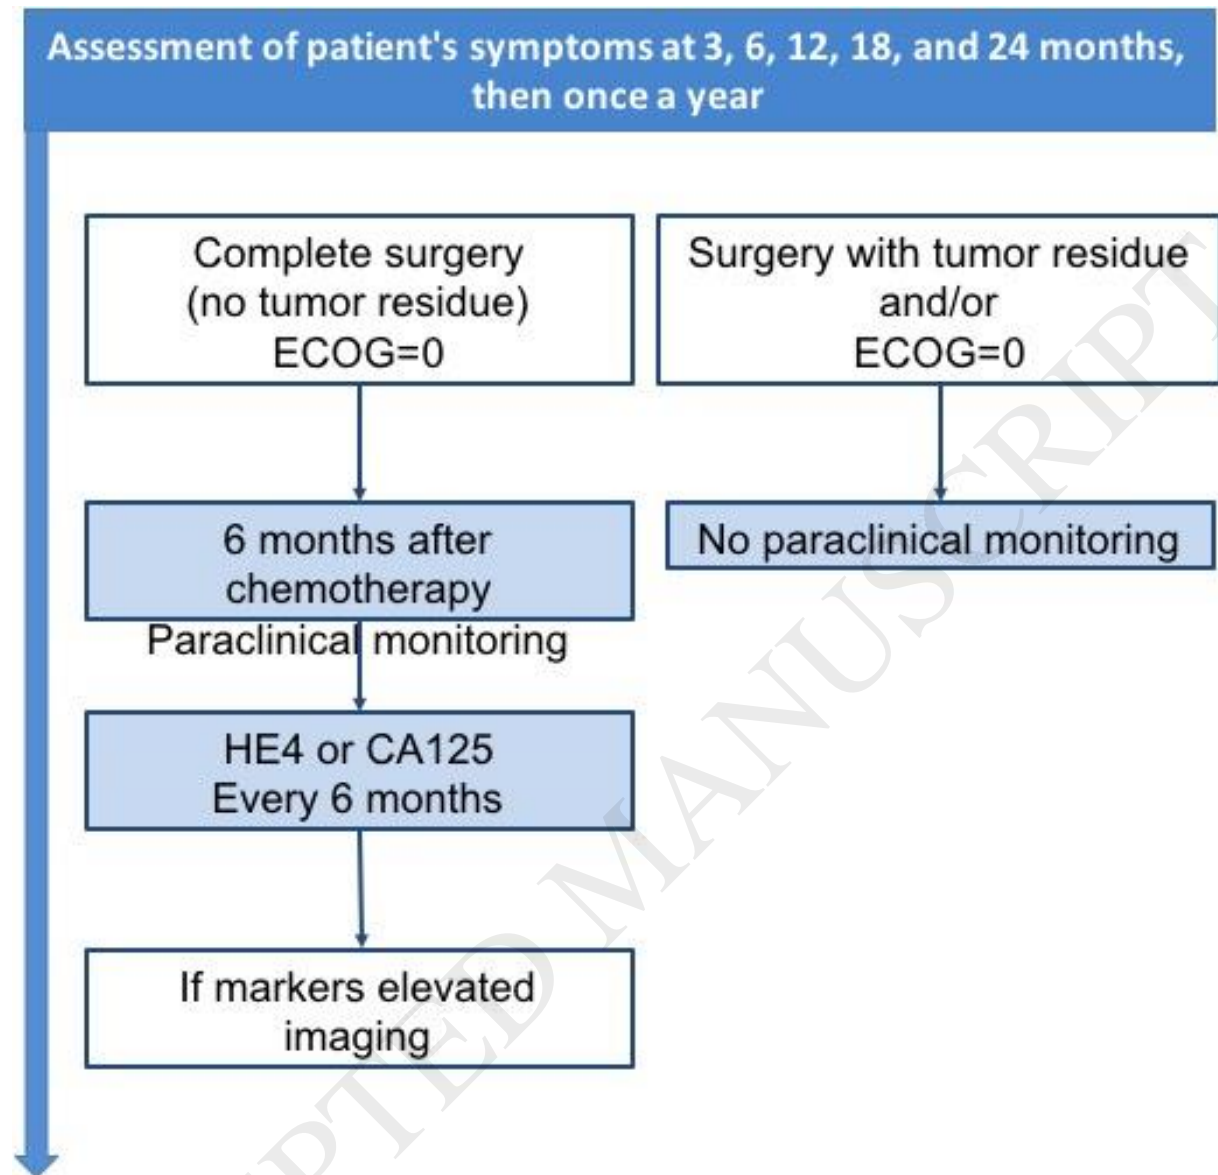 Assessment of patient's symptoms at 3, 6, 12, 18, and 24 months,
then once a year
Complete surgery
(no tumor residue)
ECOG=0
Surgery with tumor residue
and/or
ECOG=0
6 months after
chemotherapy
No paraclinical monitoring
Paraclinical monitoring
HE4 or CA125
Every 6 months
If markers elevated
imaging
PTED MANUSCRIPT